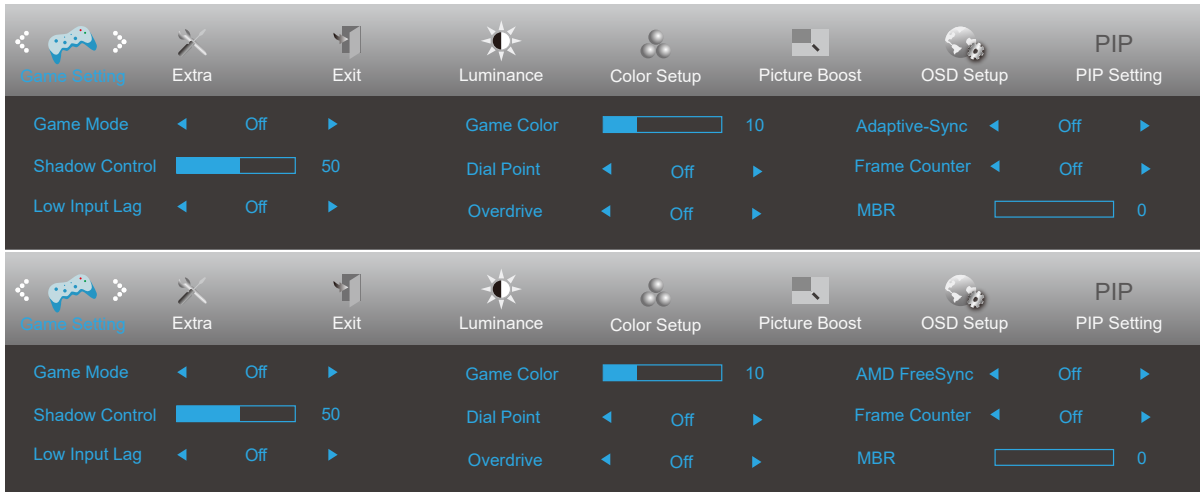 PIP
Game Setting Extra Exit Luminance Color Setup Picture Boost OSD Setup PIP Setting
Game Mode Off Game Color 10 Adaptive-Sync Off
Shadow Control 50 Dial Point Off Frame Counter Off
Low Input Lag Off Overdrive Off MBR 0
PIP
Game Setting Extra Exit Luminance Color Setup Picture Boost OSD Setup PIP Setting
Game Mode Off Game Color 10 AMD FreeSync Off
Shadow Control 50 Dial Point Off Frame Counter Off
Low Input Lag Off Overdrive Off MBR 0